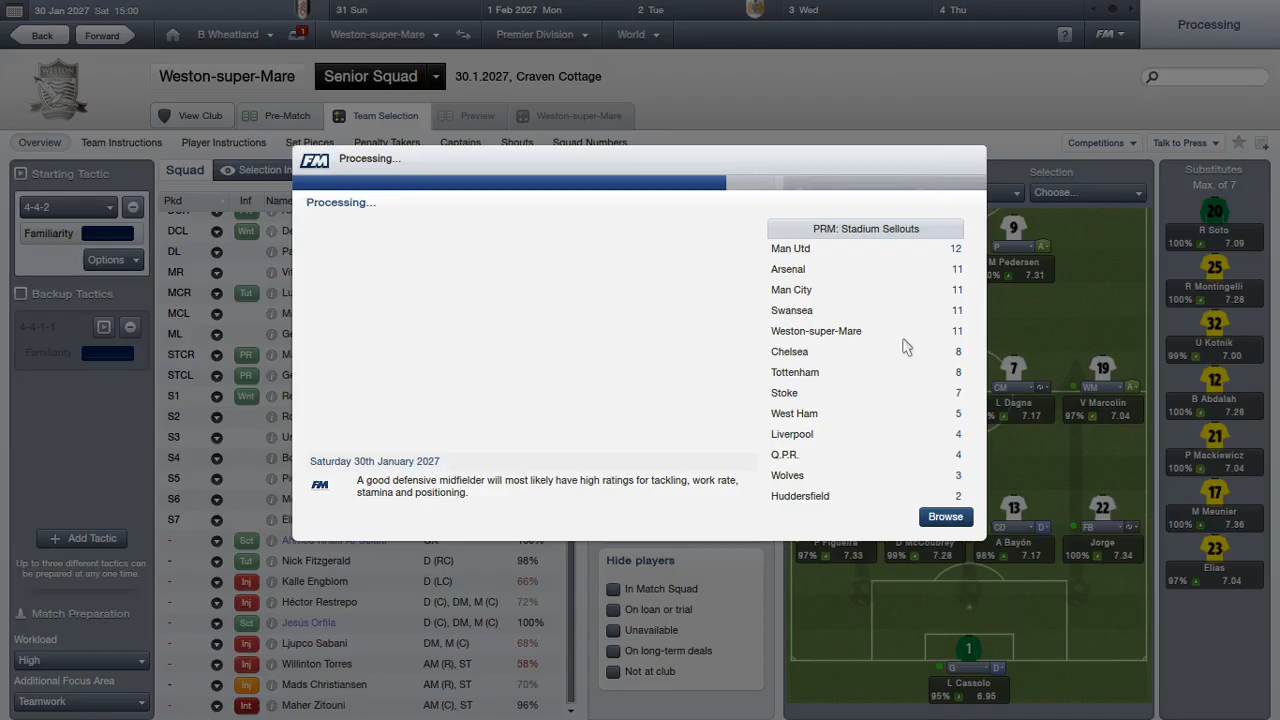 30 Jan 2027 Sat 15:00
31 Sun
1 Feb 2027 Mon
2 Tue
3 Wed
4 Thu
Processing
Back
Forward
B Wheatland
1
Weston-super-Mare
Premier Division
World
?
FM
WESTON
Weston-super-Mare
Senior Squad
30.1.2027, Craven Cottage
View Club
Pre-Match
Team Selection
Preview
Weston-super-Mare
Overview
Team Instructions
Player Instructions
Set Pieces
Penalty Takers
Captains
Shouts
Squad Numbers
Competitions
Talk to Press
Starting Tactic
4-4-2
Familiarity
Options
Backup Tactics
4-4-1-1
Familiarity
Add Tactic
Up to three different tactics can
be prepared at any one time.
Match Preparation
Workload
High
Additional Focus Area
Teamwork
Squad
Pkd
Inf
DCL
Wnt
DL
MR
MCR
Tut
MCL
ML
STCR
PR
STCL
PR
S1
Wnt
S2
S3
S4
S5
S6
S7
FM
Processing...
Processing...
PRM: Stadium Sellouts
Man Utd 12
Arsenal 11
Man City 11
Swansea 11
Weston-super-Mare 11
Chelsea 8
Tottenham 8
Stoke 7
West Ham 5
Liverpool 4
Q.P.R. 4
Wolves 3
Huddersfield 2
Browse
Saturday 30th January 2027
FM
A good defensive midfielder will most likely have high ratings for tackling, work rate,
stamina and positioning.
- Sct
- Tut Nick Fitzgerald D (RC) 98%
- Inj Kalle Engblom D (LC) 66%
- Inj Héctor Restrepo D (C), DM, M (C) 72%
- Sct Jesús Orfila D (C), DM, M (C) 100%
- Inj Ljupco Sabani DM, M (C) 68%
- Inj Willinton Torres AM (R), ST 58%
- Inj Mads Christiansen AM (R), ST 70%
- Int Maher Zitouni AM (C), ST 96%
Hide players
In Match Squad
On loan or trial
Unavailable
On long-term deals
Not at club
Selection
Choose...
9
P
A
M Pedersen
7.31
7
CM
L Dagna
7.17
19
WM
A
V Marcolin
97% 7.04
13
CD
D
A Bayón
98% 7.17
22
FB
Jorge
100% 7.34
P Figueira
97% 7.33
D McCoubrey
99% 7.28
1
G
D
L Cassolo
95% 6.95
Substitutes
Max. of 7
20
R Soto
100% 7.09
25
R Montingelli
100% 7.28
32
U Kotnik
99% 7.00
12
B Abdalah
100% 7.28
21
P Mackiewicz
100% 7.04
17
M Meunier
100% 7.36
23
Elias
97% 7.04